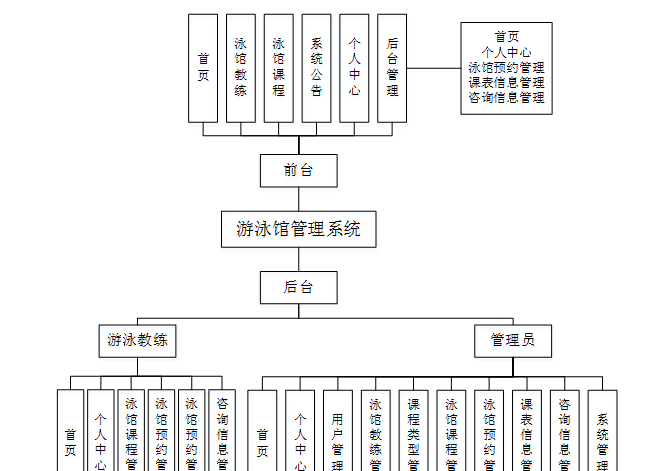 首页
泳馆教练
泳馆课程
系统公告
个人中心
后台管理
首页
个人中心
泳馆预约管理
课表信息管理
咨询信息管理
前台
游泳馆管理系统
后台
游泳教练
管理员
首页
个人中心
泳馆课程管
泳馆预约管
泳馆预约管
咨询信息管
首页
个人中心
用户管理
泳馆教练管
课程类型管
泳馆课程管
泳馆预约管
课表信息管
咨询信息管
系统管理